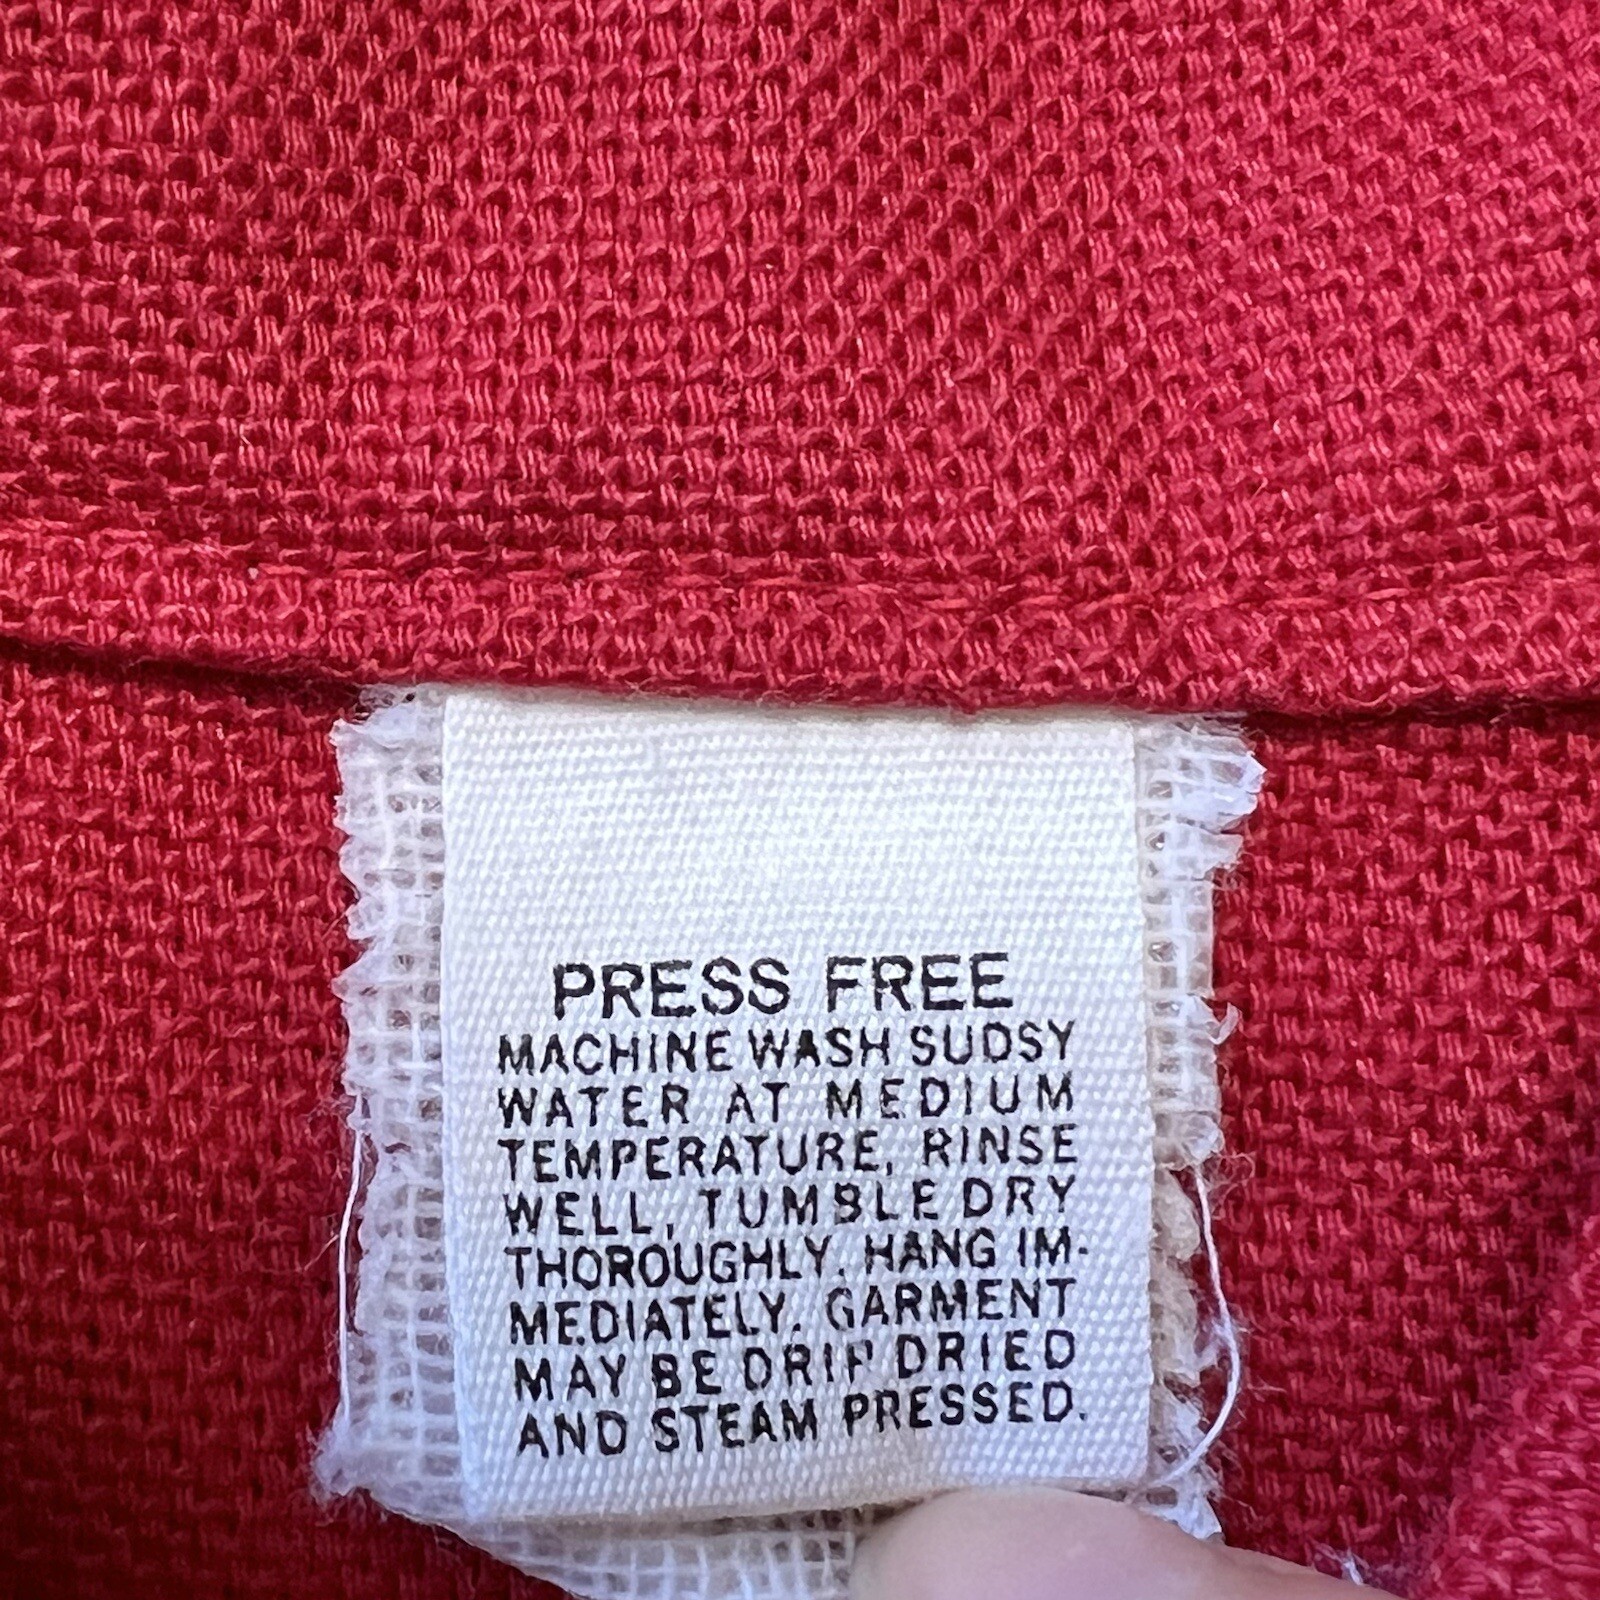 PRESS FREE
MACHINE WASH SUDSY
WATER AT MEDIUM
TEMPERATURE, RINSE
WELL, TUMBLE DRY
THOROUGHLY. HANG IM-
MEDIATELY. GARMENT
MAY BE DRIP DRIED
AND STEAM PRESSED.